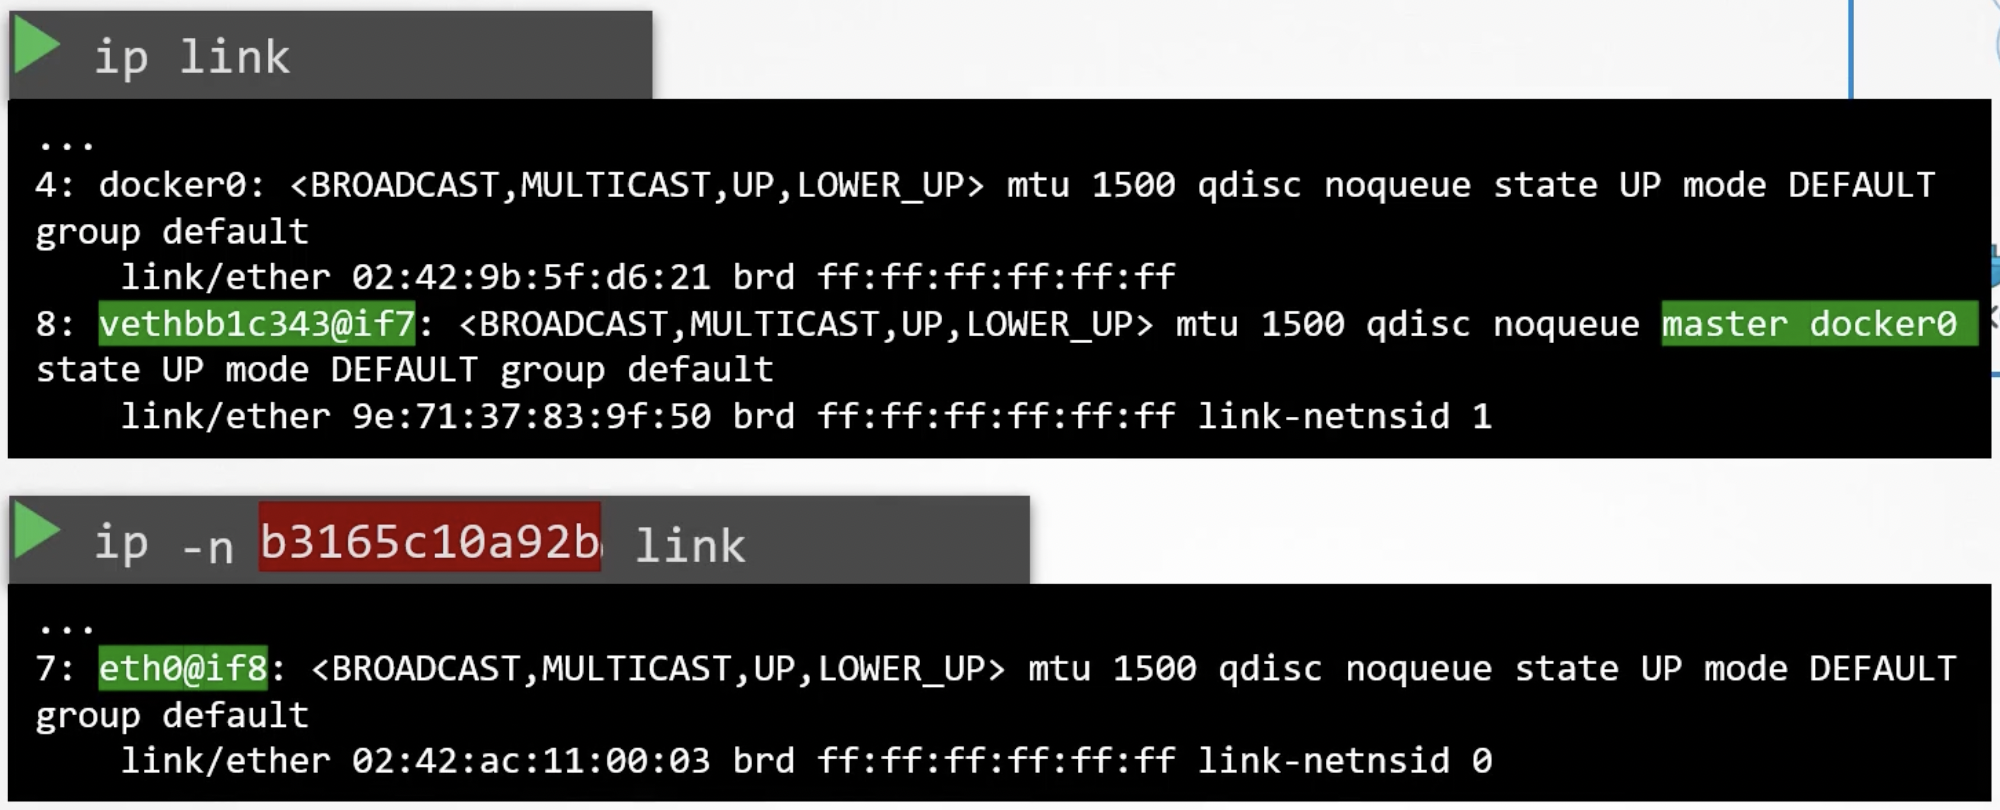 ip link
...
4: docker0: <BROADCAST,MULTICAST,UP,LOWER_UP> mtu 1500 qdisc noqueue state UP mode DEFAULT
group default
    link/ether 02:42:9b:5f:d6:21 brd ff:ff:ff:ff:ff:ff
8: vethbb1c343@if7: <BROADCAST,MULTICAST,UP,LOWER_UP> mtu 1500 qdisc noqueue master docker0
state UP mode DEFAULT group default
    link/ether 9e:71:37:83:9f:50 brd ff:ff:ff:ff:ff:ff link-netnsid 1
ip -n b3165c10a92b link
...
7: eth0@if8: <BROADCAST,MULTICAST,UP,LOWER_UP> mtu 1500 qdisc noqueue state UP mode DEFAULT
group default
    link/ether 02:42:ac:11:00:03 brd ff:ff:ff:ff:ff:ff link-netnsid 0